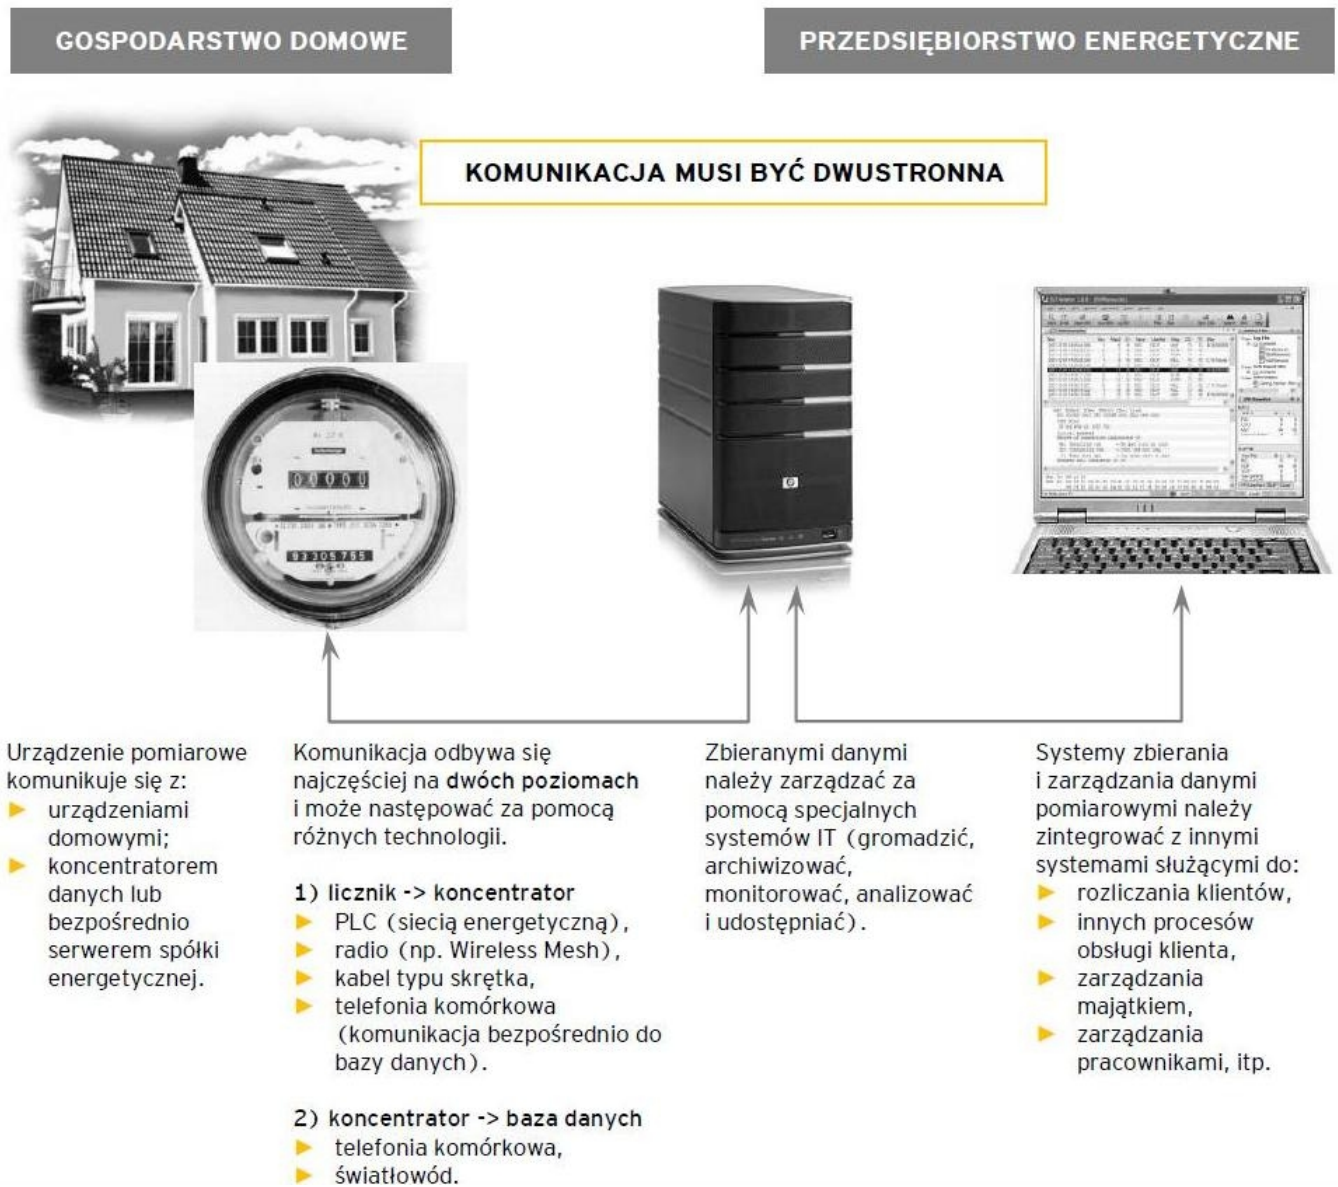 GOSPODARSTWO DOMOWE
PRZEDSIĘBIORSTWO ENERGETYCZNE
KOMUNIKACJA MUSI BYĆ DWUSTRONNA
00000
93305755
hp
Urządzenie pomiarowe
komunikuje się z:
► urządzeniami
domowymi;
► koncentratorem
danych lub
bezpośrednio
serwerem spółki
energetycznej.
Komunikacja odbywa się
najczęściej na dwóch poziomach
i może następować za pomocą
różnych technologii.
1) licznik -> koncentrator
► PLC (siecią energetyczną),
► radio (np. Wireless Mesh),
► kabel typu skrętka,
► telefonia komórkowa
(komunikacja bezpośrednio do
bazy danych).
2) koncentrator -> baza danych
► telefonia komórkowa,
► światłowód.
Zbieranymi danymi
należy zarządzać za
pomocą specjalnych
systemów IT (gromadzić,
archiwizować,
monitorować, analizować
i udostępniać).
Systemy zbierania
i zarządzania danymi
pomiarowymi należy
zintegrować z innymi
systemami służącymi do:
► rozliczania klientów,
► innych procesów
obsługi klienta,
► zarządzania
majątkiem,
► zarządzania
pracownikami, itp.